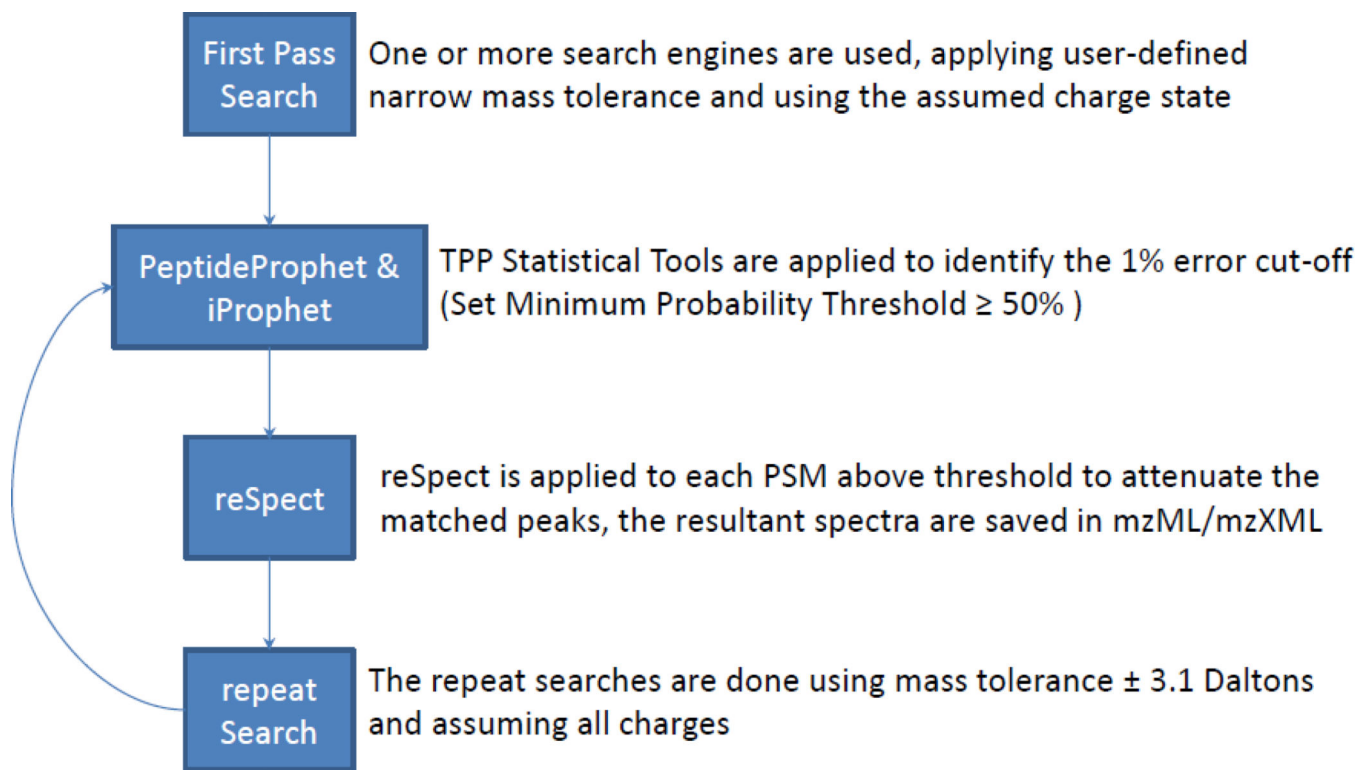 First Pass
Search
One or more search engines are used, applying user-defined
narrow mass tolerance and using the assumed charge state
PeptideProphet &
iProphet
TPP Statistical Tools are applied to identify the 1% error cut-off
(Set Minimum Probability Threshold ≥ 50% )
reSpect
reSpect is applied to each PSM above threshold to attenuate the
matched peaks, the resultant spectra are saved in mzML/mzXML
repeat
Search
The repeat searches are done using mass tolerance ± 3.1 Daltons
and assuming all charges